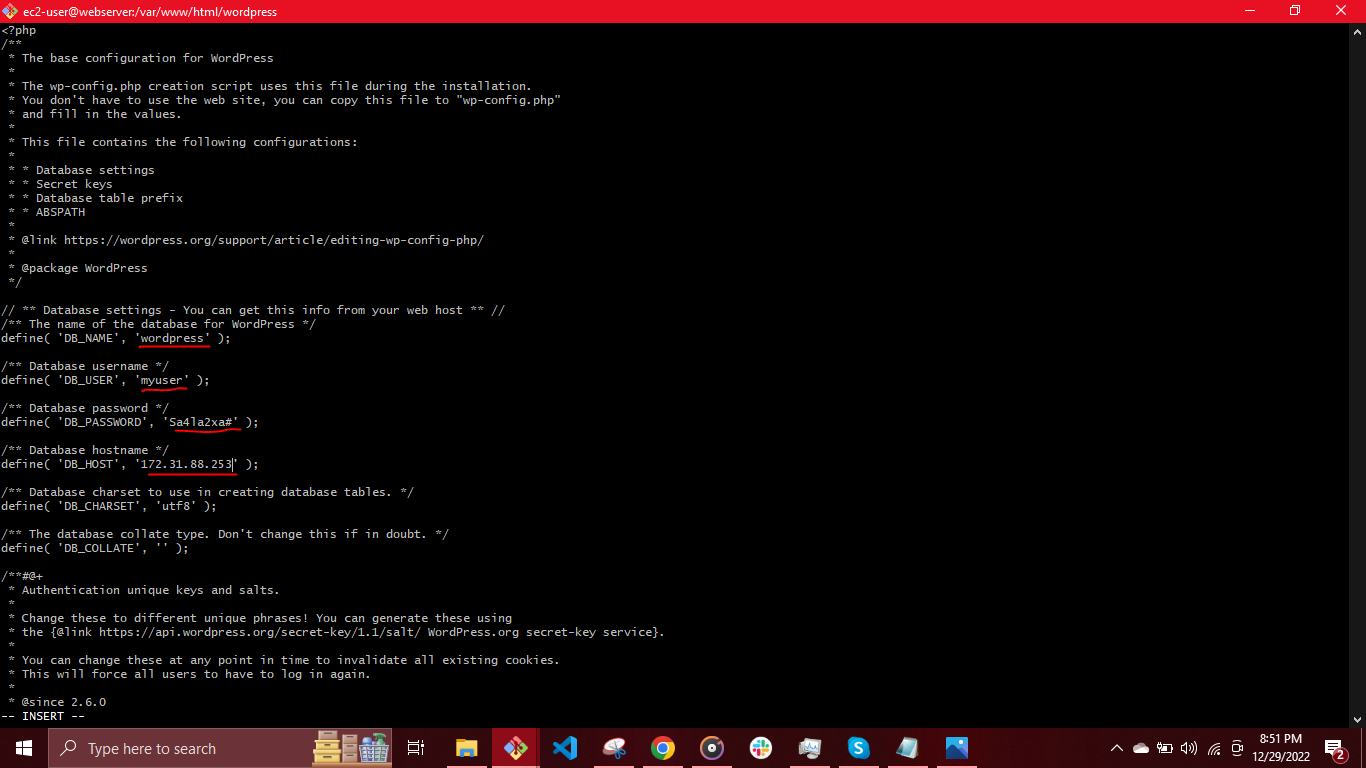 ec2-user@webserver:/var/www/html/wordpress
<?php
/**
 * The base configuration for WordPress
 *
 * The wp-config.php creation script uses this file during the installation.
 * You don't have to use the web site, you can copy this file to "wp-config.php"
 * and fill in the values.
 *
 * This file contains the following configurations:
 *
 * * Database settings
 * * Secret keys
 * * Database table prefix
 * * ABSPATH
 *
 * @link https://wordpress.org/support/article/editing-wp-config-php/
 *
 * @package WordPress
 */

// ** Database settings - You can get this info from your web host ** //
/** The name of the database for WordPress */
define( 'DB_NAME', 'wordpress' );

/** Database username */
define( 'DB_USER', 'myuser' );

/** Database password */
define( 'DB_PASSWORD', 'Sa4la2xa#' );

/** Database hostname */
define( 'DB_HOST', '172.31.88.253' );

/** Database charset to use in creating database tables. */
define( 'DB_CHARSET', 'utf8' );

/** The database collate type. Don't change this if in doubt. */
define( 'DB_COLLATE', '' );

/**#@+
 * Authentication unique keys and salts.
 *
 * Change these to different unique phrases! You can generate these using
 * the {@link https://api.wordpress.org/secret-key/1.1/salt/ WordPress.org secret-key service}.
 *
 * You can change these at any point in time to invalidate all existing cookies.
 * This will force all users to have to log in again.
 *
 * @since 2.6.0
-- INSERT --
Type here to search
8:51 PM
12/29/2022
2